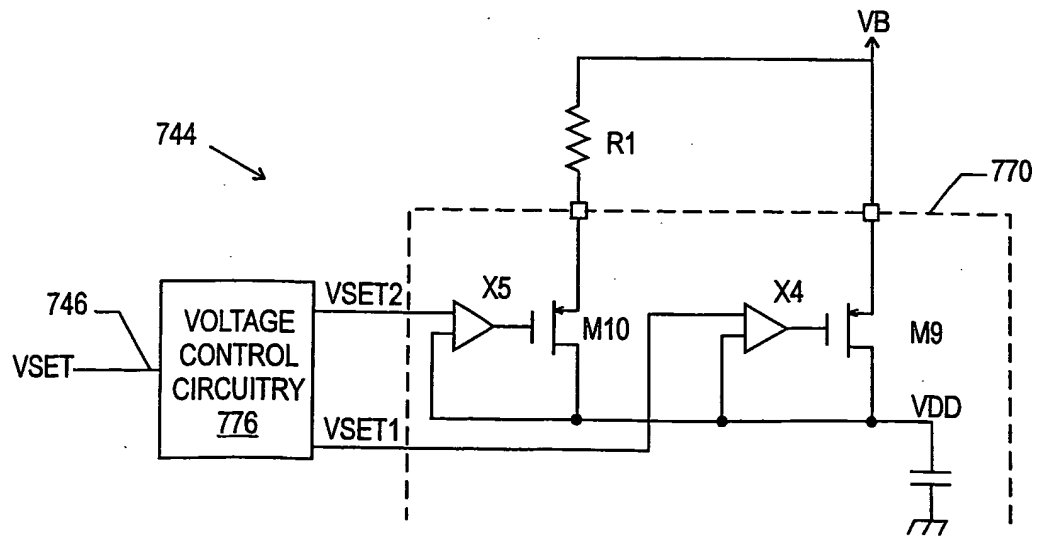 VB
744
R1
770
746
VSET2
X5
X4
VOLTAGE
CONTROL
CIRCUITRY
776
M10
M9
VSET
VDD
VSET1